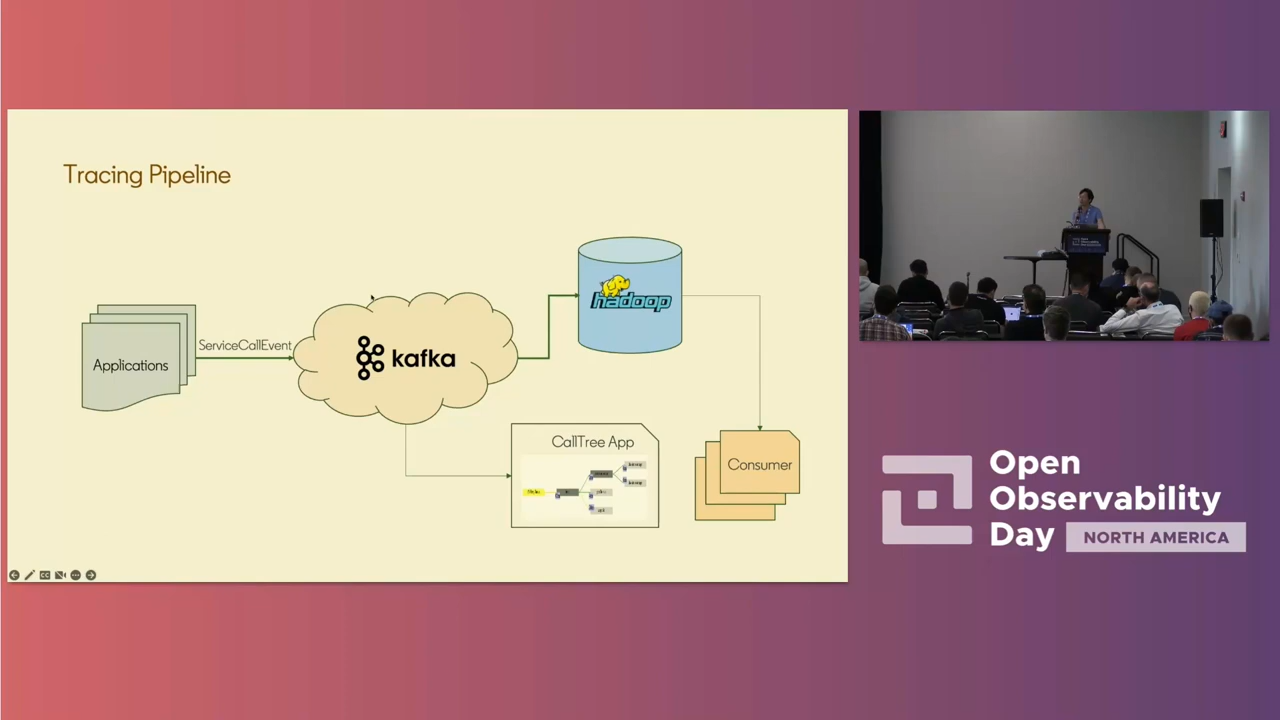 Tracing Pipeline
Applications
ServiceCallEvent
kafka
hadoop
CallTree App
Consumer
Open
Observability
Day
NORTH AMERICA